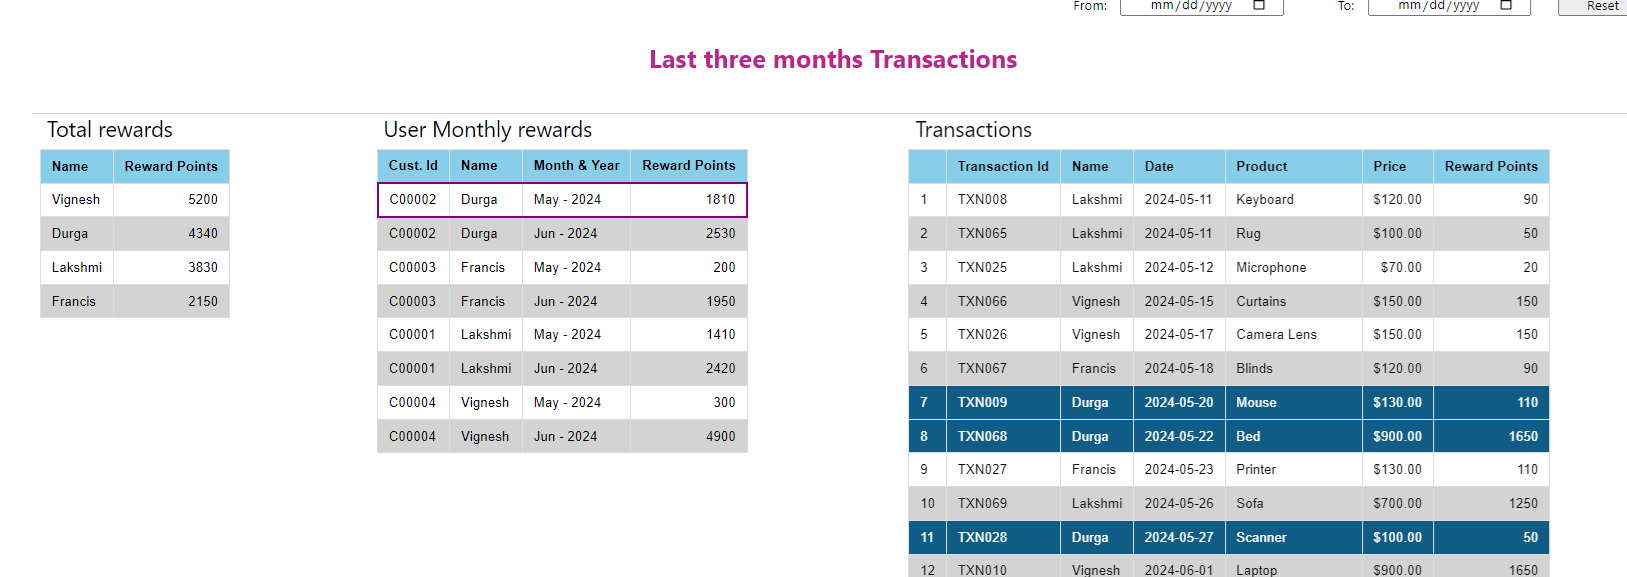 From: mm/dd/yyyy To: mm/dd/yyyy Reset
Last three months Transactions
Total rewards
Name Reward Points
Vignesh 5200
Durga 4340
Lakshmi 3830
Francis 2150
User Monthly rewards
Cust. Id Name Month & Year Reward Points
C00002 Durga May - 2024 1810
C00002 Durga Jun - 2024 2530
C00003 Francis May - 2024 200
C00003 Francis Jun - 2024 1950
C00001 Lakshmi May - 2024 1410
C00001 Lakshmi Jun - 2024 2420
C00004 Vignesh May - 2024 300
C00004 Vignesh Jun - 2024 4900
Transactions
Transaction Id Name Date Product Price Reward Points
1 TXN008 Lakshmi 2024-05-11 Keyboard $120.00 90
2 TXN065 Lakshmi 2024-05-11 Rug $100.00 50
3 TXN025 Lakshmi 2024-05-12 Microphone $70.00 20
4 TXN066 Vignesh 2024-05-15 Curtains $150.00 150
5 TXN026 Vignesh 2024-05-17 Camera Lens $150.00 150
6 TXN067 Francis 2024-05-18 Blinds $120.00 90
7 TXN009 Durga 2024-05-20 Mouse $130.00 110
8 TXN068 Durga 2024-05-22 Bed $900.00 1650
9 TXN027 Francis 2024-05-23 Printer $130.00 110
10 TXN069 Lakshmi 2024-05-26 Sofa $700.00 1250
11 TXN028 Durga 2024-05-27 Scanner $100.00 50
12 TXN010 Vignesh 2024-06-01 Laptop $900.00 1650